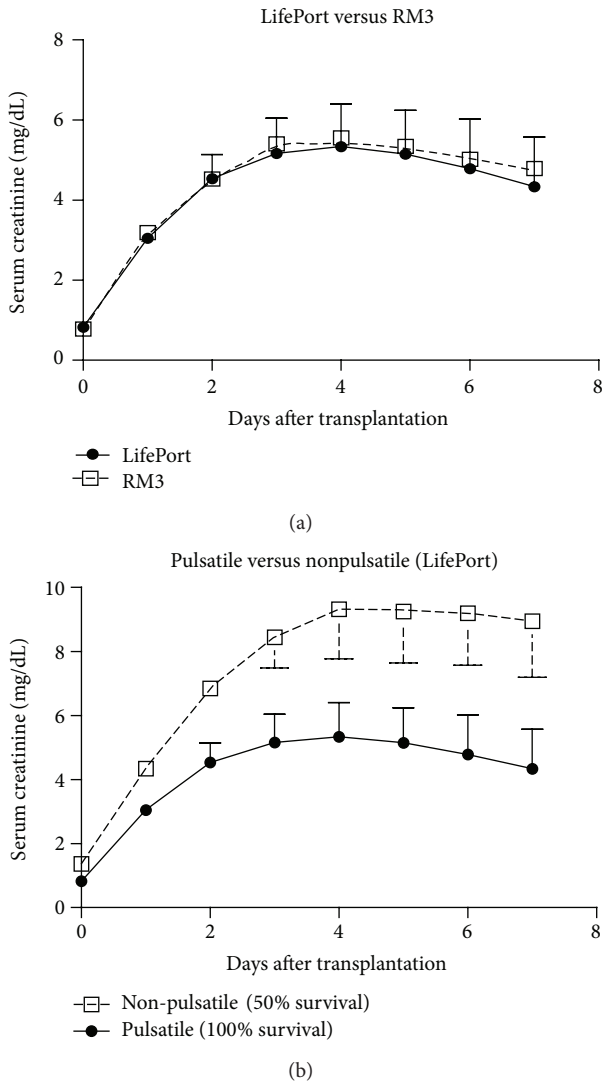 LifePort versus RM3
Serum creatinine (mg/dL)
8
6
4
2
0
0 2 4 6 8
Days after transplantation
LifePort
RM3
(a)
Pulsatile versus nonpulsatile (LifePort)
Serum creatinine (mg/dL)
10
8
6
4
2
0
0 2 4 6 8
Days after transplantation
Non-pulsatile (50% survival)
Pulsatile (100% survival)
(b)